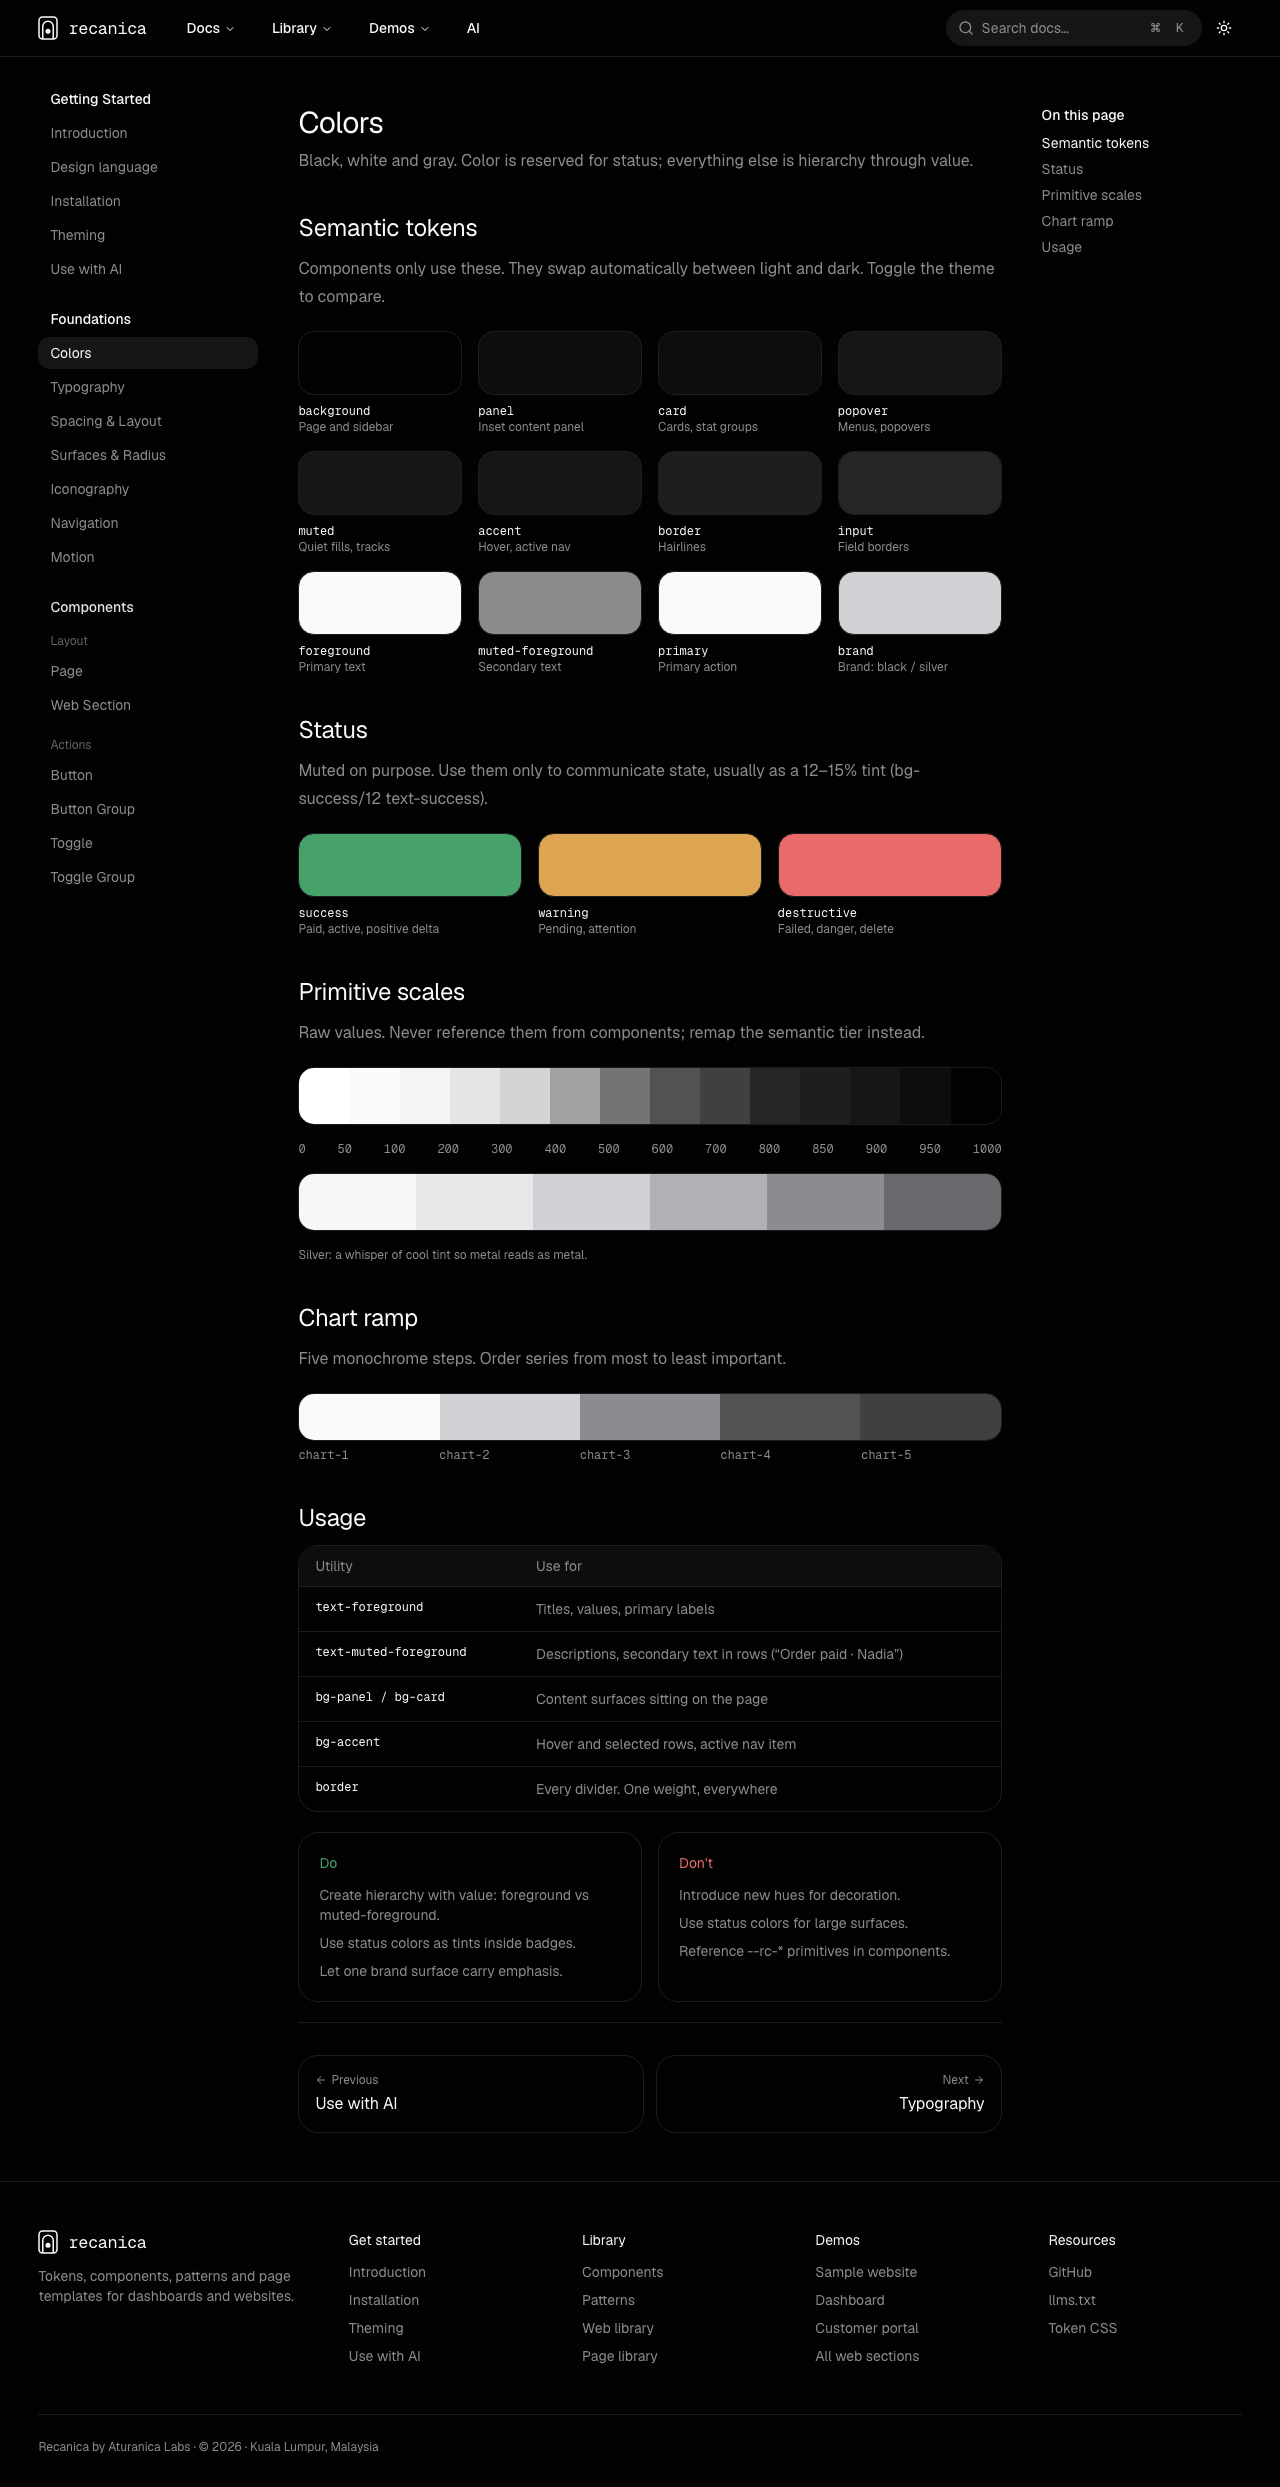 recanica
Docs
Library
Demos
AI
Search docs...
⌘ K
Getting Started
Introduction
Design language
Installation
Theming
Use with AI
Foundations
Colors
Typography
Spacing & Layout
Surfaces & Radius
Iconography
Navigation
Motion
Components
Layout
Page
Web Section
Actions
Button
Button Group
Toggle
Toggle Group
Colors
Black, white and gray. Color is reserved for status; everything else is hierarchy through value.
Semantic tokens
Components only use these. They swap automatically between light and dark. Toggle the theme
to compare.
background
Page and sidebar
panel
Inset content panel
card
Cards, stat groups
popover
Menus, popovers
muted
Quiet fills, tracks
accent
Hover, active nav
border
Hairlines
input
Field borders
foreground
Primary text
muted-foreground
Secondary text
primary
Primary action
brand
Brand: black / silver
Status
Muted on purpose. Use them only to communicate state, usually as a 12–15% tint (bg-
success/12 text-success).
success
Paid, active, positive delta
warning
Pending, attention
destructive
Failed, danger, delete
Primitive scales
Raw values. Never reference them from components; remap the semantic tier instead.
0 50 100 200 300 400 500 600 700 800 850 900 950 1000
Silver: a whisper of cool tint so metal reads as metal.
Chart ramp
Five monochrome steps. Order series from most to least important.
chart-1 chart-2 chart-3 chart-4 chart-5
Usage
Utility Use for
text-foreground Titles, values, primary labels
text-muted-foreground Descriptions, secondary text in rows (“Order paid · Nadia”)
bg-panel / bg-card Content surfaces sitting on the page
bg-accent Hover and selected rows, active nav item
border Every divider. One weight, everywhere
Do
Create hierarchy with value: foreground vs
muted-foreground.
Use status colors as tints inside badges.
Let one brand surface carry emphasis.
Don't
Introduce new hues for decoration.
Use status colors for large surfaces.
Reference --rc-* primitives in components.
← Previous
Use with AI
Next →
Typography
On this page
Semantic tokens
Status
Primitive scales
Chart ramp
Usage
recanica
Tokens, components, patterns and page
templates for dashboards and websites.
Get started
Introduction
Installation
Theming
Use with AI
Library
Components
Patterns
Web library
Page library
Demos
Sample website
Dashboard
Customer portal
All web sections
Resources
GitHub
llms.txt
Token CSS
Recanica by Aturanica Labs · © 2026 · Kuala Lumpur, Malaysia